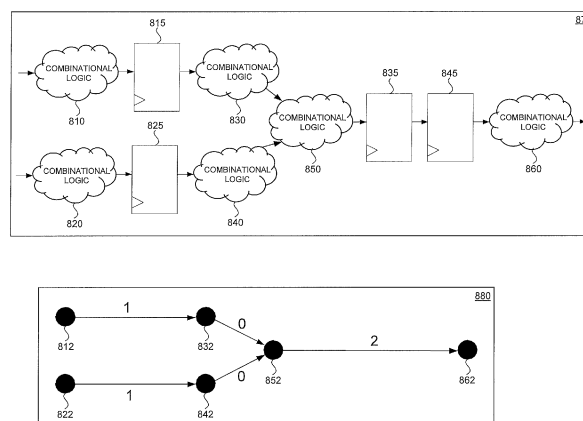 815
COMBINATIONAL
LOGIC
810
COMBINATIONAL
LOGIC
830
835
845
COMBINATIONAL
LOGIC
850
COMBINATIONAL
LOGIC
860
825
COMBINATIONAL
LOGIC
820
COMBINATIONAL
LOGIC
840
880
1
0
812
832
2
852
862
0
1
822
842